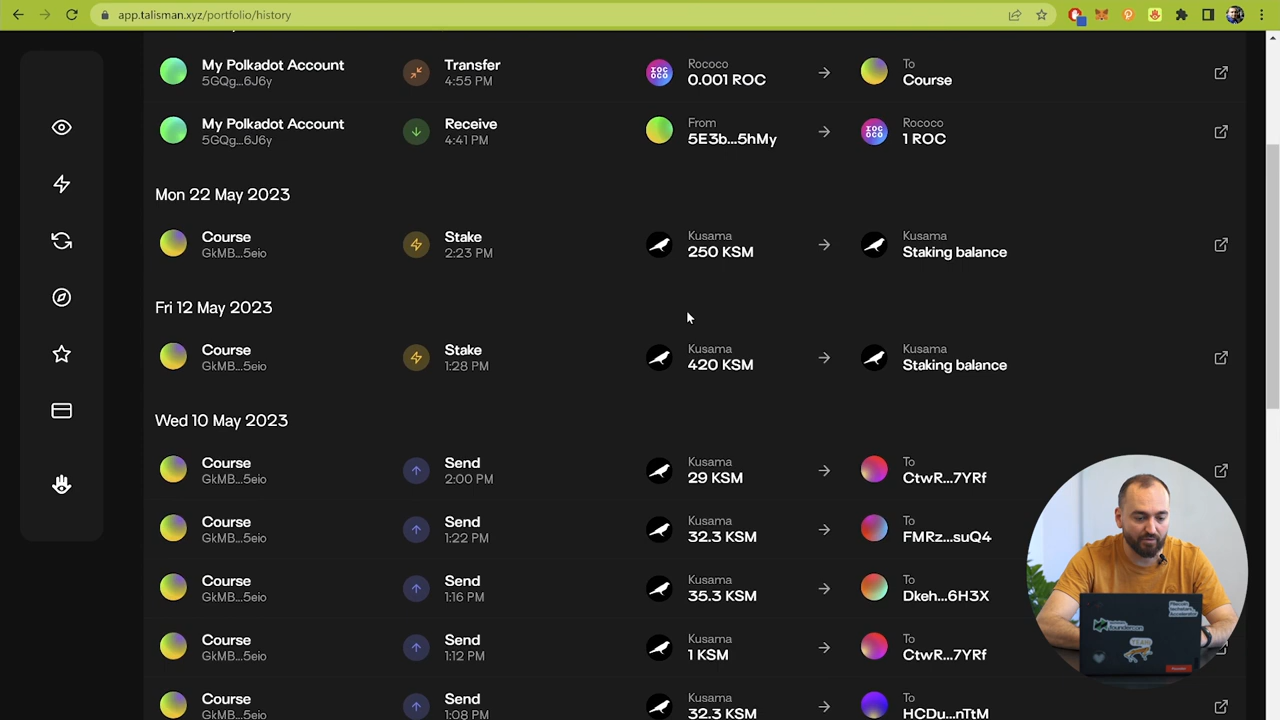 app.talisman.xyz/portfolio/history
My Polkadot Account Transfer Rococo To
5GQg...6J6y 4:55 PM 0.001 ROC Course
My Polkadot Account Receive From Rococo
5GQg...6J6y 4:41 PM 5E3b...5hMy 1 ROC
Mon 22 May 2023
Course Stake Kusama Kusama
GkMB...5eio 2:23 PM 250 KSM Staking balance
Fri 12 May 2023
Course Stake Kusama Kusama
GkMB...5eio 1:28 PM 420 KSM Staking balance
Wed 10 May 2023
Course Send Kusama To
GkMB...5eio 2:00 PM 29 KSM CtwR...7YRf
Course Send Kusama To
GkMB...5eio 1:22 PM 32.3 KSM FMRz...suQ4
Course Send Kusama To
GkMB...5eio 1:16 PM 35.3 KSM Dkeh...6H3X
Course Send Kusama To
GkMB...5eio 1:12 PM 1 KSM CtwR...7YRf
Course Send Kusama To
GkMB...5eio 1:08 PM 32.3 KSM HCDu...nTtM